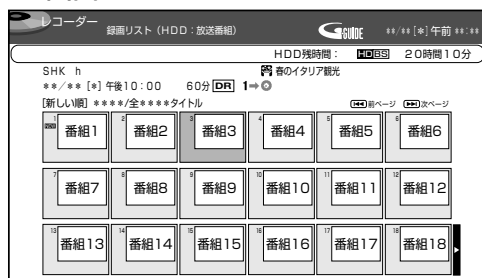 レコーダー 録画リスト（HDD：放送番組） G GUIDE **/** [*] 午前 **:**
HDD残時間： HDBS 20時間10分
SHK h 春のイタリア観光
**/** [*] 午後10：00 60分 DR 1➡
[新しい順] ****/全****タイトル 前ページ 次ページ
1 番組1 2 番組2 3 番組3 4 番組4 5 番組5 6 番組6
7 番組7 8 番組8 9 番組9 10 番組10 11 番組11 12 番組12
13 番組13 14 番組14 15 番組15 16 番組16 17 番組17 18 番組18